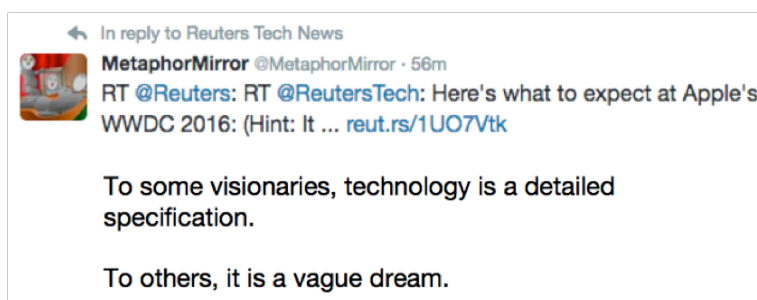 In reply to Reuters Tech News
MetaphorMirror @MetaphorMirror · 56m
RT @Reuters: RT @ReutersTech: Here's what to expect at Apple's
WWDC 2016: (Hint: It ... reut.rs/1UO7Vtk
To some visionaries, technology is a detailed
specification.
To others, it is a vague dream.